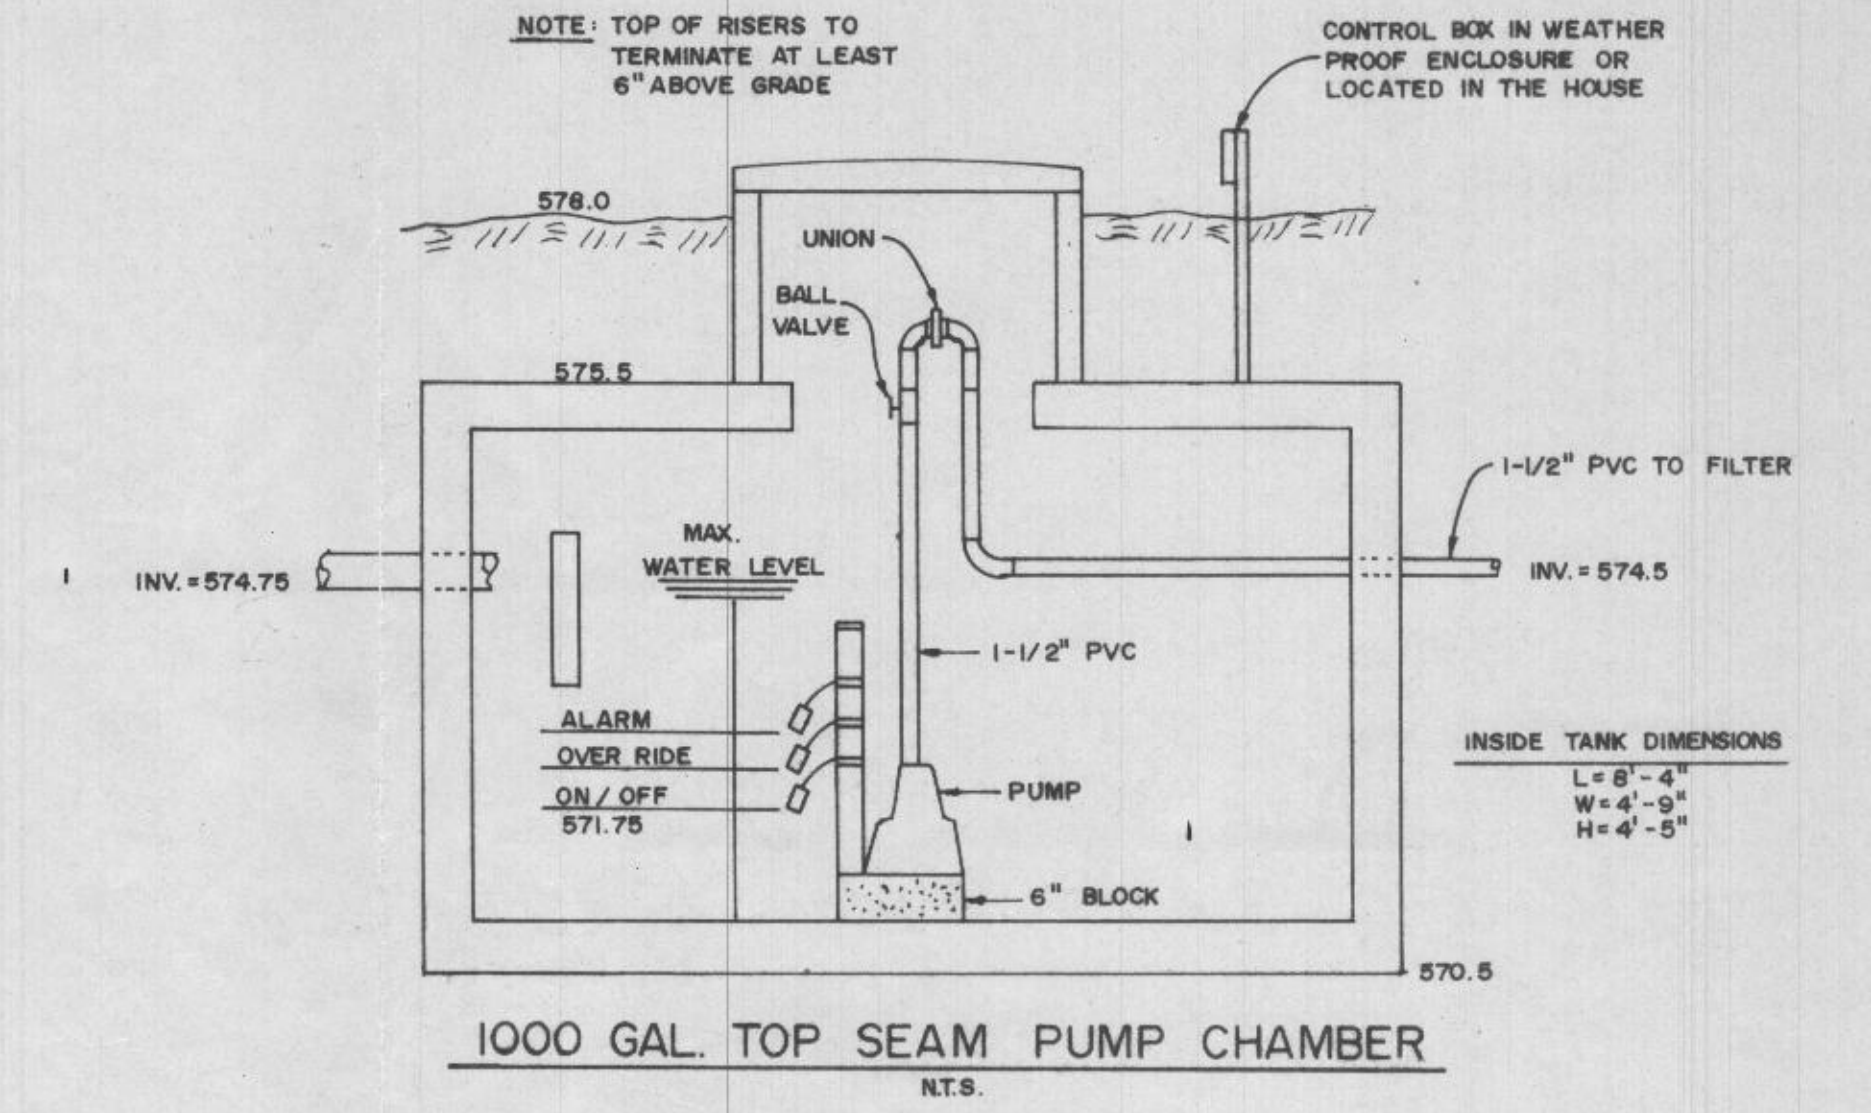 NOTE: TOP OF RISERS TO
TERMINATE AT LEAST
6" ABOVE GRADE
CONTROL BOX IN WEATHER
PROOF ENCLOSURE OR
LOCATED IN THE HOUSE
578.0
UNION
BALL
VALVE
575.5
1-1/2" PVC TO FILTER
MAX.
WATER LEVEL
INV. = 574.75
INV. = 574.5
1-1/2" PVC
ALARM
OVER RIDE
ON / OFF
571.75
PUMP
INSIDE TANK DIMENSIONS
L = 8' - 4"
W = 4' - 9"
H = 4' - 5"
6" BLOCK
570.5
1000 GAL. TOP SEAM PUMP CHAMBER
N.T.S.